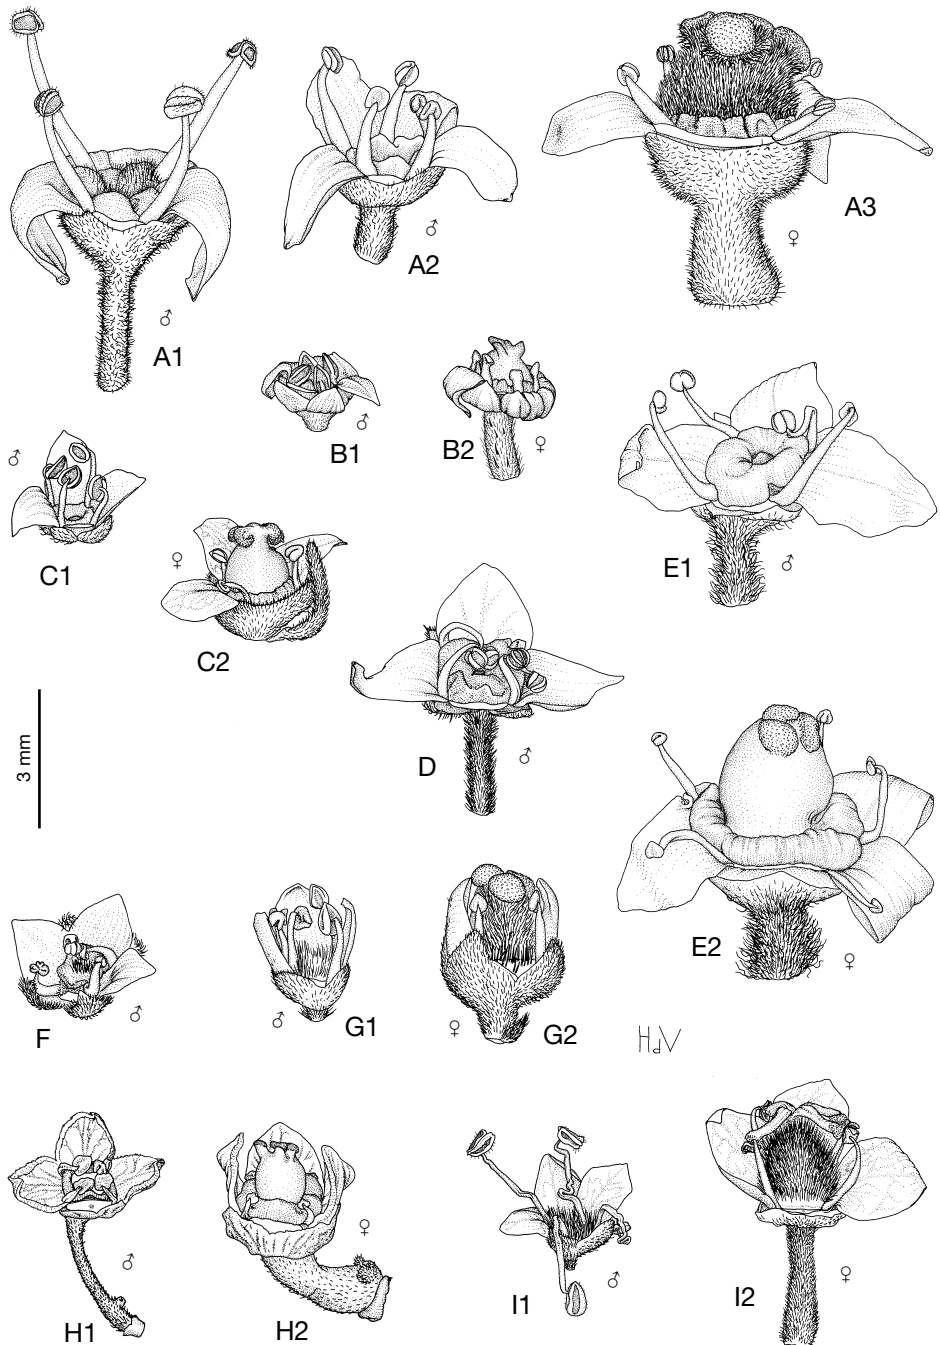 A1 ♂
A2 ♂
A3 ♀
B1 ♂
B2 ♀
C1 ♂
C2 ♀
D ♂
E1 ♂
E2 ♀
3 mm
F ♂
G1 ♂
G2 ♀
HdV
H1 ♂
H2 ♀
I1 ♂
I2 ♀